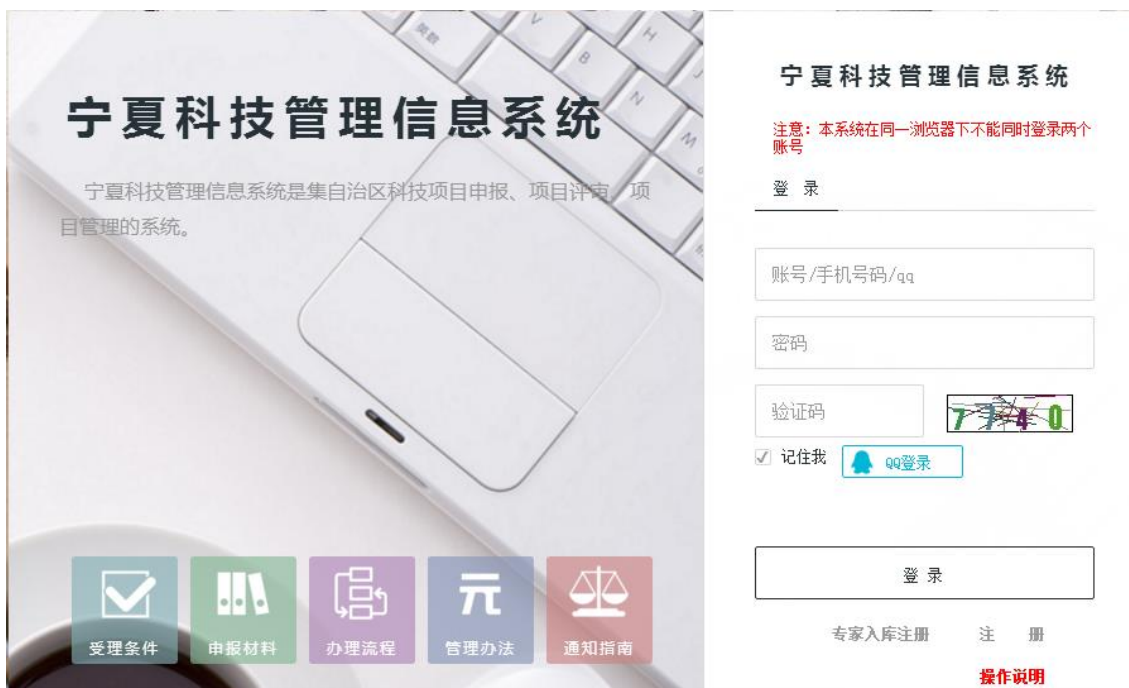 宁夏科技管理信息系统
宁夏科技管理信息系统是集自治区科技项目申报、项目评审、项
目管理的系统。
受理条件
申报材料
办理流程
管理办法
通知指南
宁夏科技管理信息系统
注意：本系统在同一浏览器下不能同时登录两个
账号
登 录
账号/手机号码/qq
密码
验证码
7740
记住我
QQ登录
登 录
专家入库注册 注 册
操作说明
英数
V
B
N
H
J
M